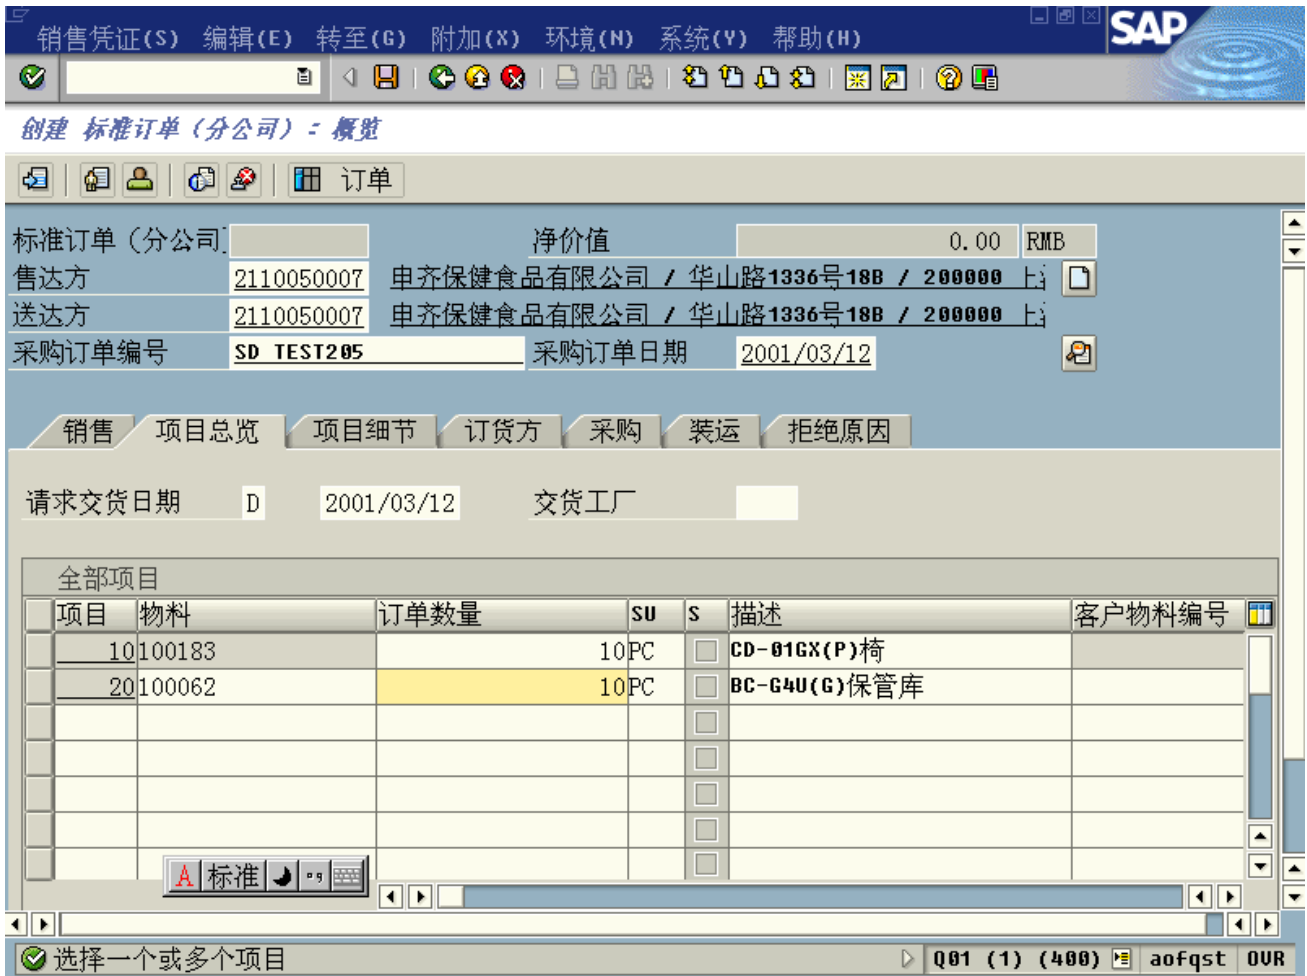 销售凭证(S) 编辑(E) 转至(G) 附加(X) 环境(N) 系统(Y) 帮助(H)
SAP
创建 标准订单（分公司）: 概览
订单
标准订单（分公司 净价值 0.00 RMB
售达方 2110050007 申齐保健食品有限公司 / 华山路1336号18B / 200000 上
送达方 2110050007 申齐保健食品有限公司 / 华山路1336号18B / 200000 上
采购订单编号 SD TEST205 采购订单日期 2001/03/12
销售 项目总览 项目细节 订货方 采购 装运 拒绝原因
请求交货日期 D 2001/03/12 交货工厂
全部项目
项目 物料 订单数量 SU S 描述 客户物料编号
10 100183 10 PC CD-01GX(P)椅
20 100062 10 PC BC-G4U(G)保管库
A 标准
选择一个或多个项目 Q01 (1) (400) aofqst OVR